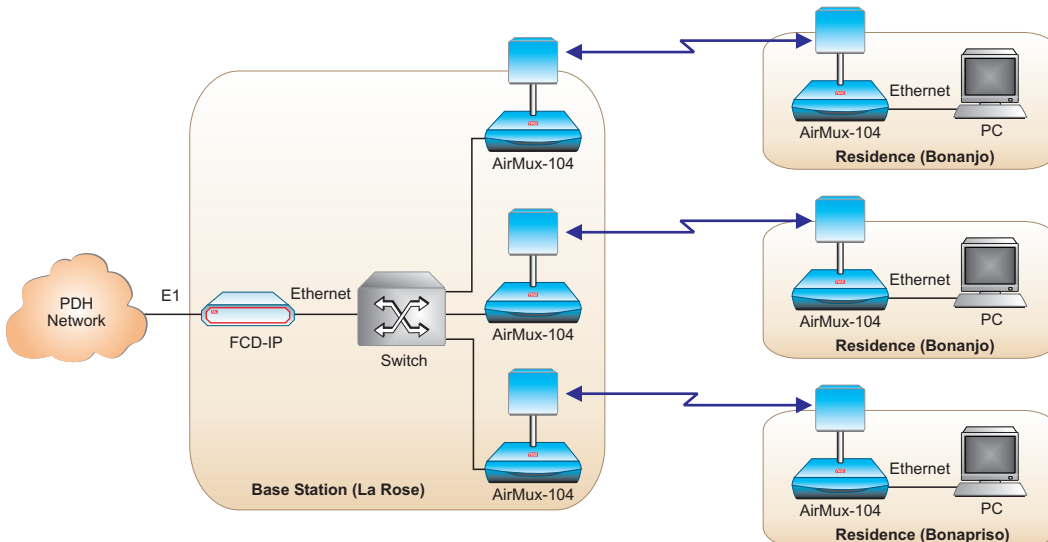 PDH
Network
E1
FCD-IP
Ethernet
Switch
AirMux-104
AirMux-104
AirMux-104
Base Station (La Rose)
Ethernet
AirMux-104
PC
Residence (Bonanjo)
Ethernet
AirMux-104
PC
Residence (Bonanjo)
Ethernet
AirMux-104
PC
Residence (Bonapriso)